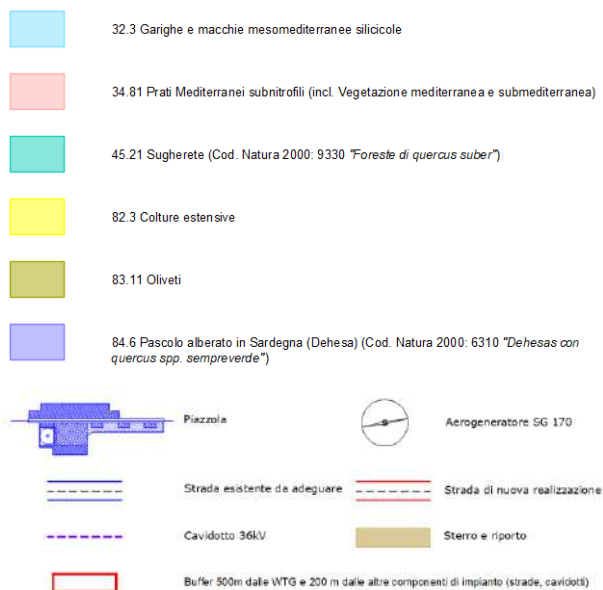 32.3 Garighe e macchie mesomediterranee silicicole
34.81 Prati Mediterranei subnitrofili (incl. Vegetazione mediterranea e submediterranea)
45.21 Sugherete (Cod. Natura 2000: 9330 "Foreste di quercus suber")
82.3 Colture estensive
83.11 Oliveti
84.6 Pascolo alberato in Sardegna (Dehesa) (Cod. Natura 2000: 6310 "Dehesas con
quercus spp. sempreverde")
Piazzola
Aerogeneratore SG 170
Strada esistente da adeguare
Strada di nuova realizzazione
Cavidotto 36kV
Sterro e riporto
Buffer 500m dalle WTG e 200 m dalle altre componenti di impianto (strade, cavidotti)